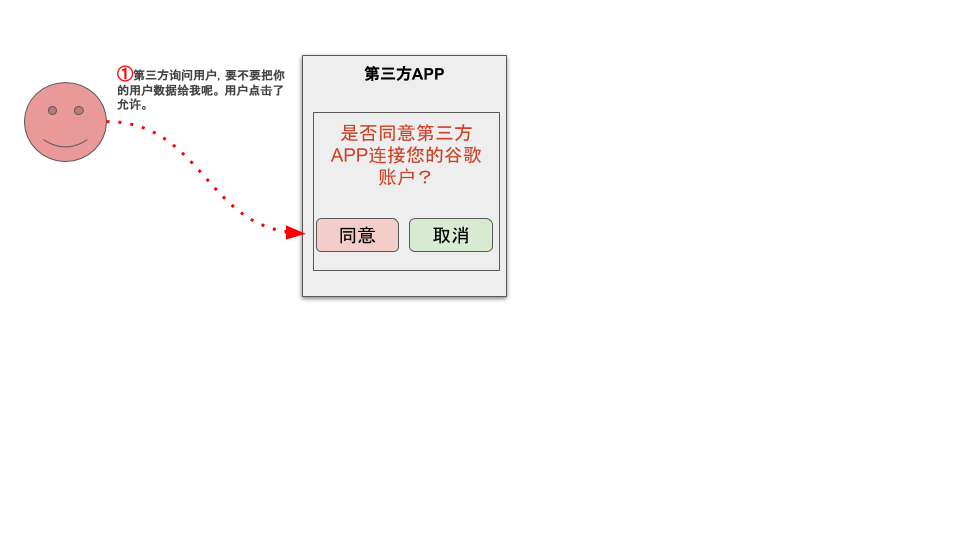 ①第三方询问用户, 要不要把你
的用户数据给我呢。用户点击了
允许。
第三方APP
是否同意第三方
APP连接您的谷歌
账户？
同意
取消